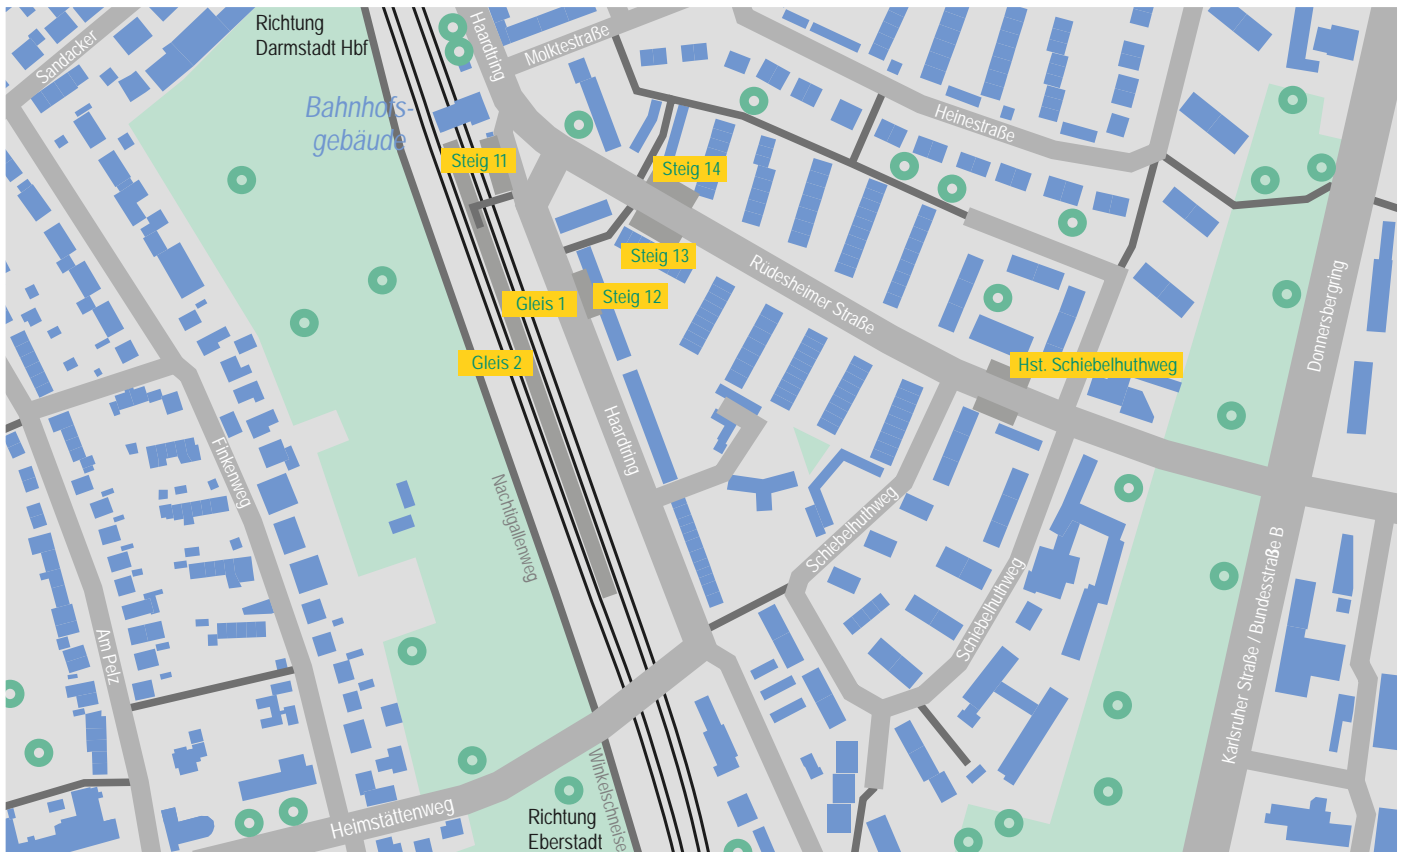 Richtung
Darmstadt Hbf
Sandacker
Haardtring
Molktestraße
Bahnhofs-
gebäude
Heinestraße
Steig 11
Steig 14
Steig 13
Steig 12
Gleis 1
Gleis 2
Rüdesheimer Straße
Donnersbergring
Hst. Schiebelhuthweg
Haardtring
Finkenweg
Nachtigallenweg
Schiebelhuthweg
Schiebelhuthweg
Am Pelz
Karlsruher Straße / Bundesstraße B
Heimstättenweg
Winkelschneise
Richtung
Eberstadt